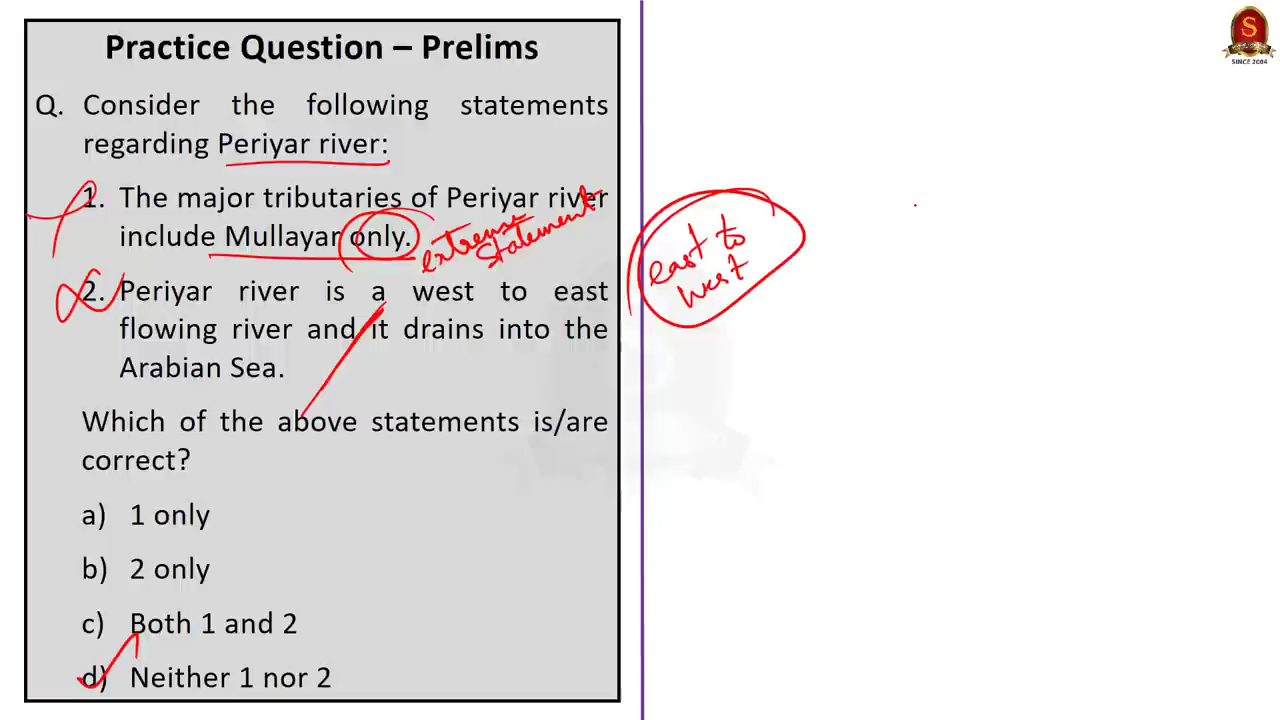 Practice Question – Prelims
Q. Consider the following statements
regarding Periyar river:
1. The major tributaries of Periyar river
include Mullayar only.
extreme
statement
2. Periyar river is a west to east
flowing river and it drains into the
Arabian Sea.
east to
west
Which of the above statements is/are
correct?
a) 1 only
b) 2 only
c) Both 1 and 2
d) Neither 1 nor 2
S
SINCE 2004